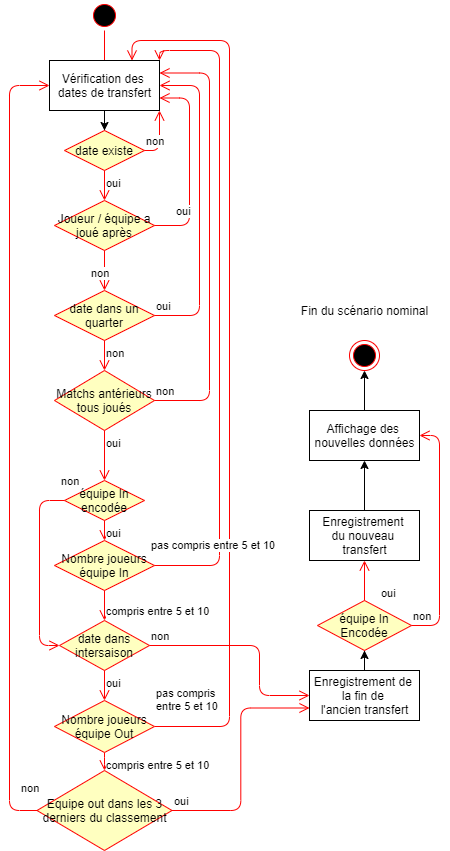 Vérification des
dates de transfert
non
date existe
oui
Joueur / équipe a
joué après
oui
non
date dans un
quarter
oui
non
Matchs antérieurs
tous joués
non
oui
non
équipe In
encodée
oui
pas compris entre 5 et 10
Nombre joueurs
équipe In
compris entre 5 et 10
date dans
intersaison
non
oui
pas compris
entre 5 et 10
Nombre joueurs
équipe Out
compris entre 5 et 10
non
Equipe out dans les 3
derniers du classement
oui
Fin du scénario nominal
Affichage des
nouvelles données
Enregistrement
du nouveau
transfert
oui
équipe In
Encodée
non
Enregistrement de
la fin de
l'ancien transfert